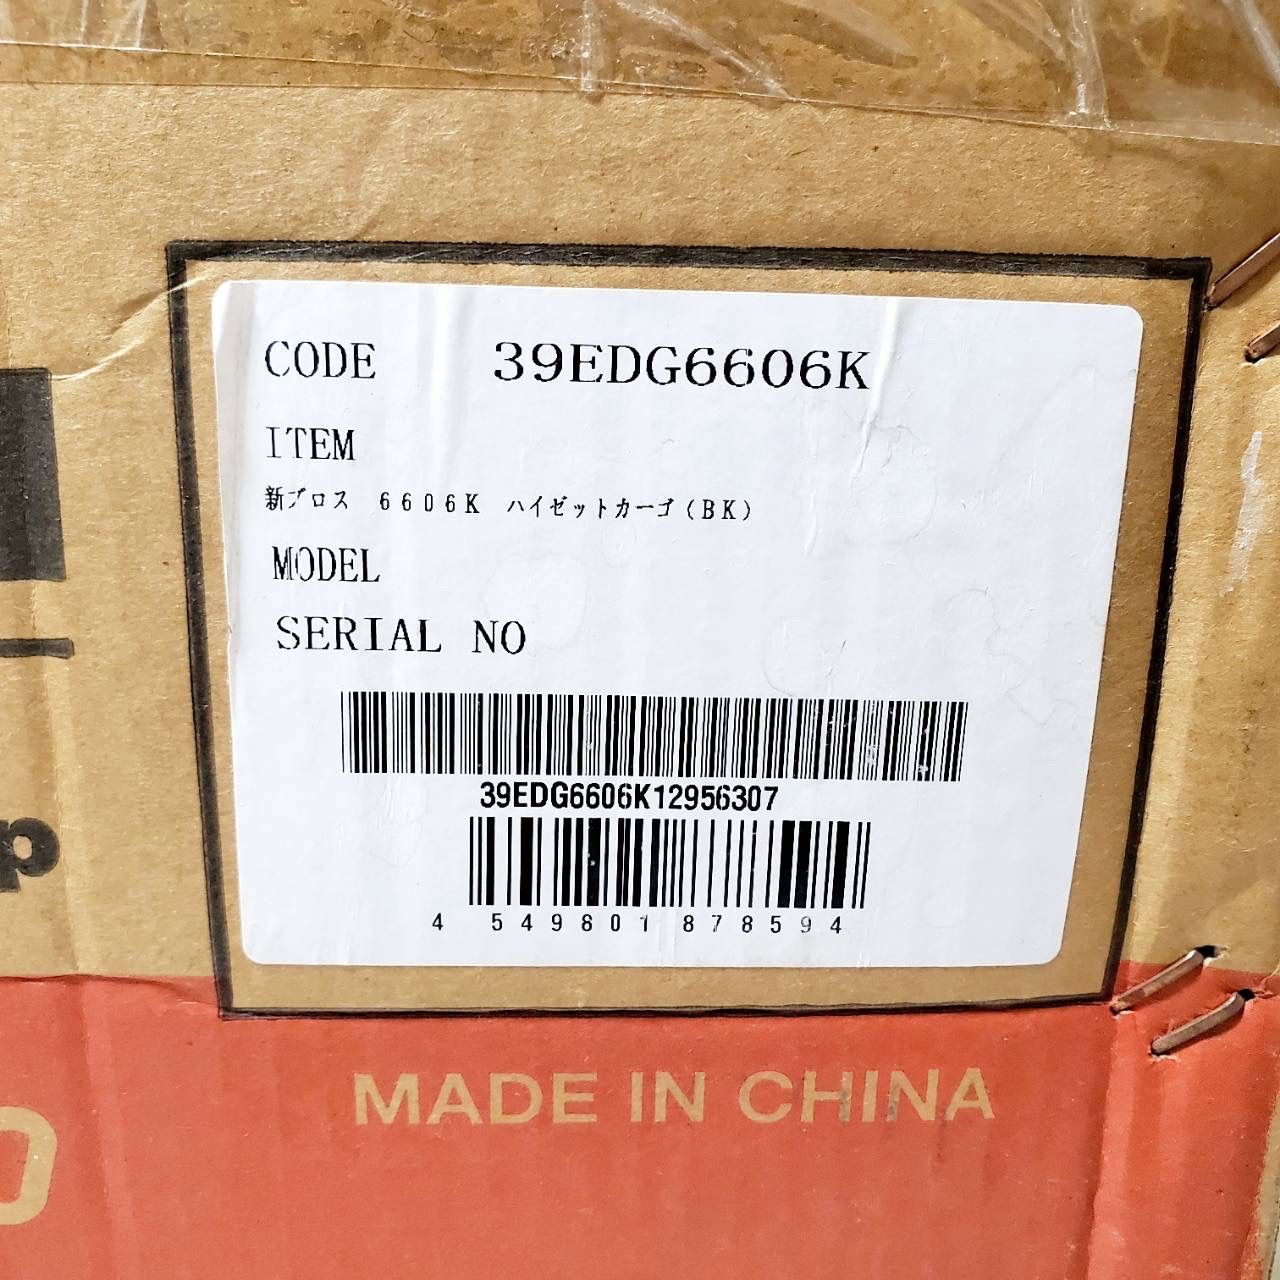 CODE 39EDG6606K
ITEM
新プロス 6606K ハイゼットカーゴ(BK)
MODEL
SERIAL NO
39EDG6606K12956307
4 549801 878594
p
MADE IN CHINA